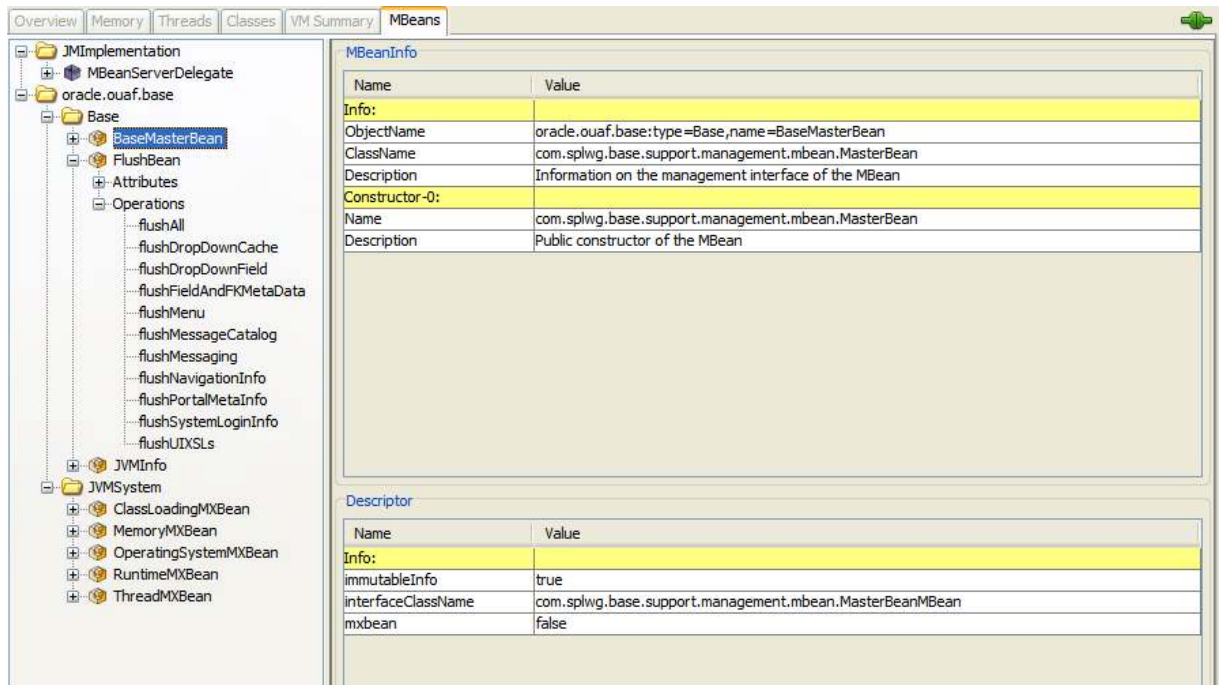 Overview Memory Threads Classes VM Summary MBeans
JMImplementation
MBeanServerDelegate
oracle.ouaf.base
Base
BaseMasterBean
FlushBean
Attributes
Operations
flushAll
flushDropDownCache
flushDropDownField
flushFieldAndFKMetaData
flushMenu
flushMessageCatalog
flushMessaging
flushNavigationInfo
flushPortalMetaInfo
flushSystemLoginInfo
flushUIXSLs
JVMInfo
JVMSystem
ClassLoadingMXBean
MemoryMXBean
OperatingSystemMXBean
RuntimeMXBean
ThreadMXBean
MBeanInfo
Name Value
Info:
ObjectName oracle.ouaf.base:type=Base,name=BaseMasterBean
ClassName com.splwg.base.support.management.mbean.MasterBean
Description Information on the management interface of the MBean
Constructor-0:
Name com.splwg.base.support.management.mbean.MasterBean
Description Public constructor of the MBean
Descriptor
Name Value
Info:
immutableInfo true
interfaceClassName com.splwg.base.support.management.mbean.MasterBeanMBean
mxbean false